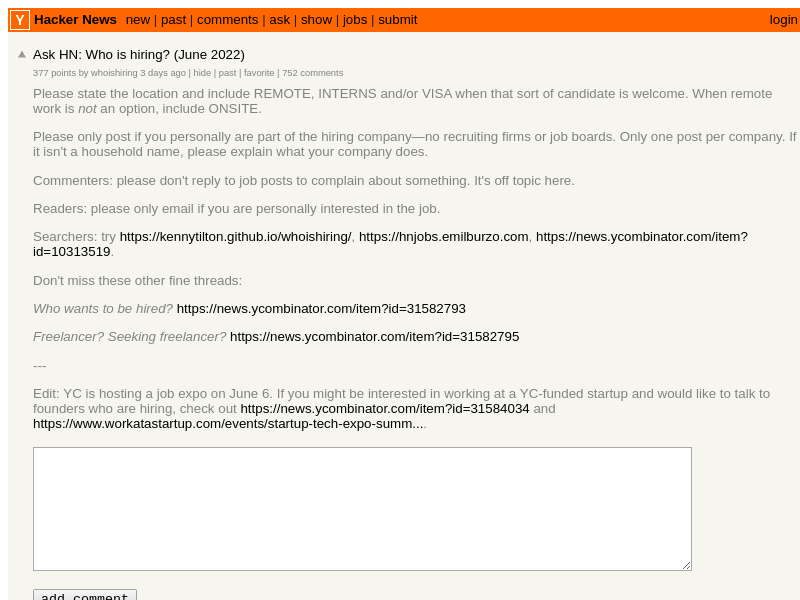 Y Hacker News new | past | comments | ask | show | jobs | submit login
Ask HN: Who is hiring? (June 2022)
377 points by whoishiring 3 days ago | hide | past | favorite | 752 comments
Please state the location and include REMOTE, INTERNS and/or VISA when that sort of candidate is welcome. When remote
work is not an option, include ONSITE.
Please only post if you personally are part of the hiring company—no recruiting firms or job boards. Only one post per company. If
it isn't a household name, please explain what your company does.
Commenters: please don't reply to job posts to complain about something. It's off topic here.
Readers: please only email if you are personally interested in the job.
Searchers: try https://kennytilton.github.io/whoishiring/, https://hnjobs.emilburzo.com, https://news.ycombinator.com/item?
id=10313519.
Don't miss these other fine threads:
Who wants to be hired? https://news.ycombinator.com/item?id=31582793
Freelancer? Seeking freelancer? https://news.ycombinator.com/item?id=31582795
---
Edit: YC is hosting a job expo on June 6. If you might be interested in working at a YC-funded startup and would like to talk to
founders who are hiring, check out https://news.ycombinator.com/item?id=31584034 and
https://www.workatastartup.com/events/startup-tech-expo-summ....
add comment